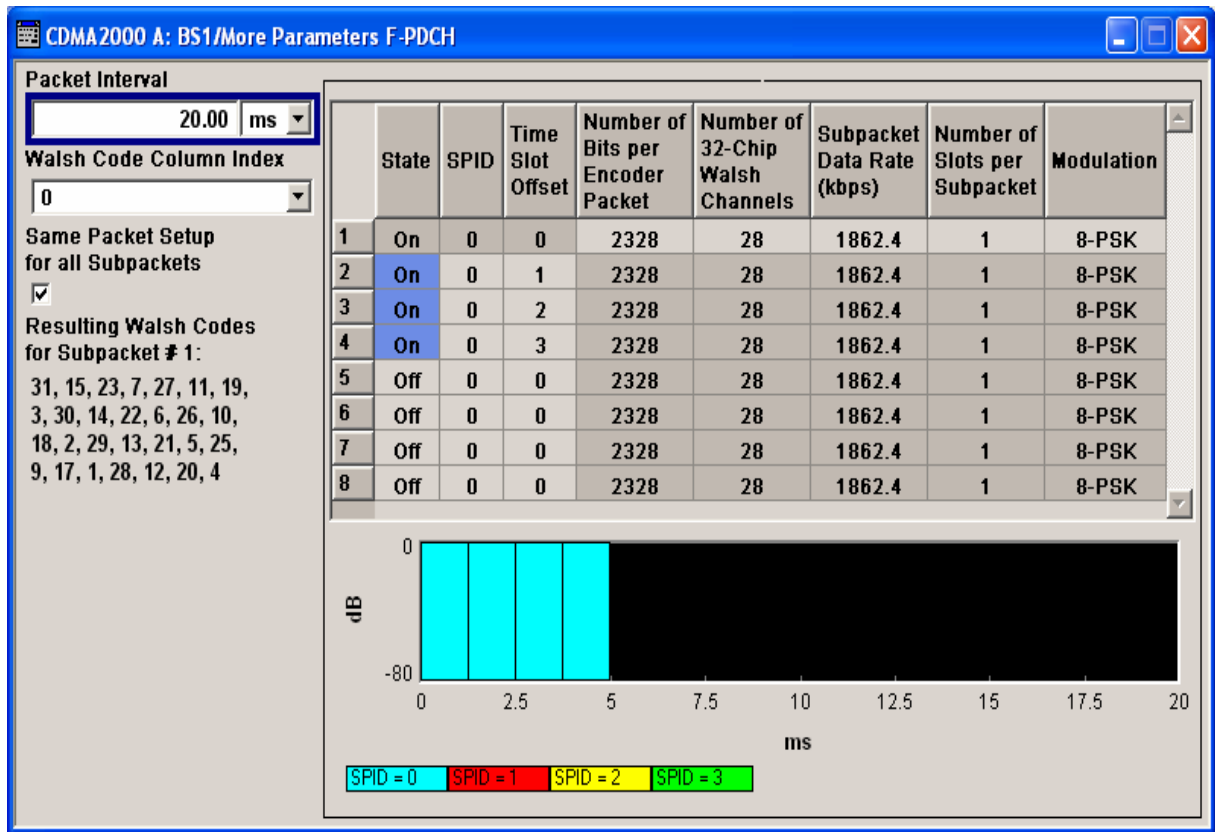 CDMA2000 A: BS1/More Parameters F-PDCH
Packet Interval
20.00 ms
Walsh Code Column Index
0
Same Packet Setup
for all Subpackets
Resulting Walsh Codes
for Subpacket # 1:
31, 15, 23, 7, 27, 11, 19,
3, 30, 14, 22, 6, 26, 10,
18, 2, 29, 13, 21, 5, 25,
9, 17, 1, 28, 12, 20, 4
State SPID Time Slot Offset Number of Bits per Encoder Packet Number of 32-Chip Walsh Channels Subpacket Data Rate (kbps) Number of Slots per Subpacket Modulation
1 On 0 0 2328 28 1862.4 1 8-PSK
2 On 0 1 2328 28 1862.4 1 8-PSK
3 On 0 2 2328 28 1862.4 1 8-PSK
4 On 0 3 2328 28 1862.4 1 8-PSK
5 Off 0 0 2328 28 1862.4 1 8-PSK
6 Off 0 0 2328 28 1862.4 1 8-PSK
7 Off 0 0 2328 28 1862.4 1 8-PSK
8 Off 0 0 2328 28 1862.4 1 8-PSK
0
dB
-80
0 2.5 5 7.5 10 12.5 15 17.5 20
ms
SPID = 0 SPID = 1 SPID = 2 SPID = 3